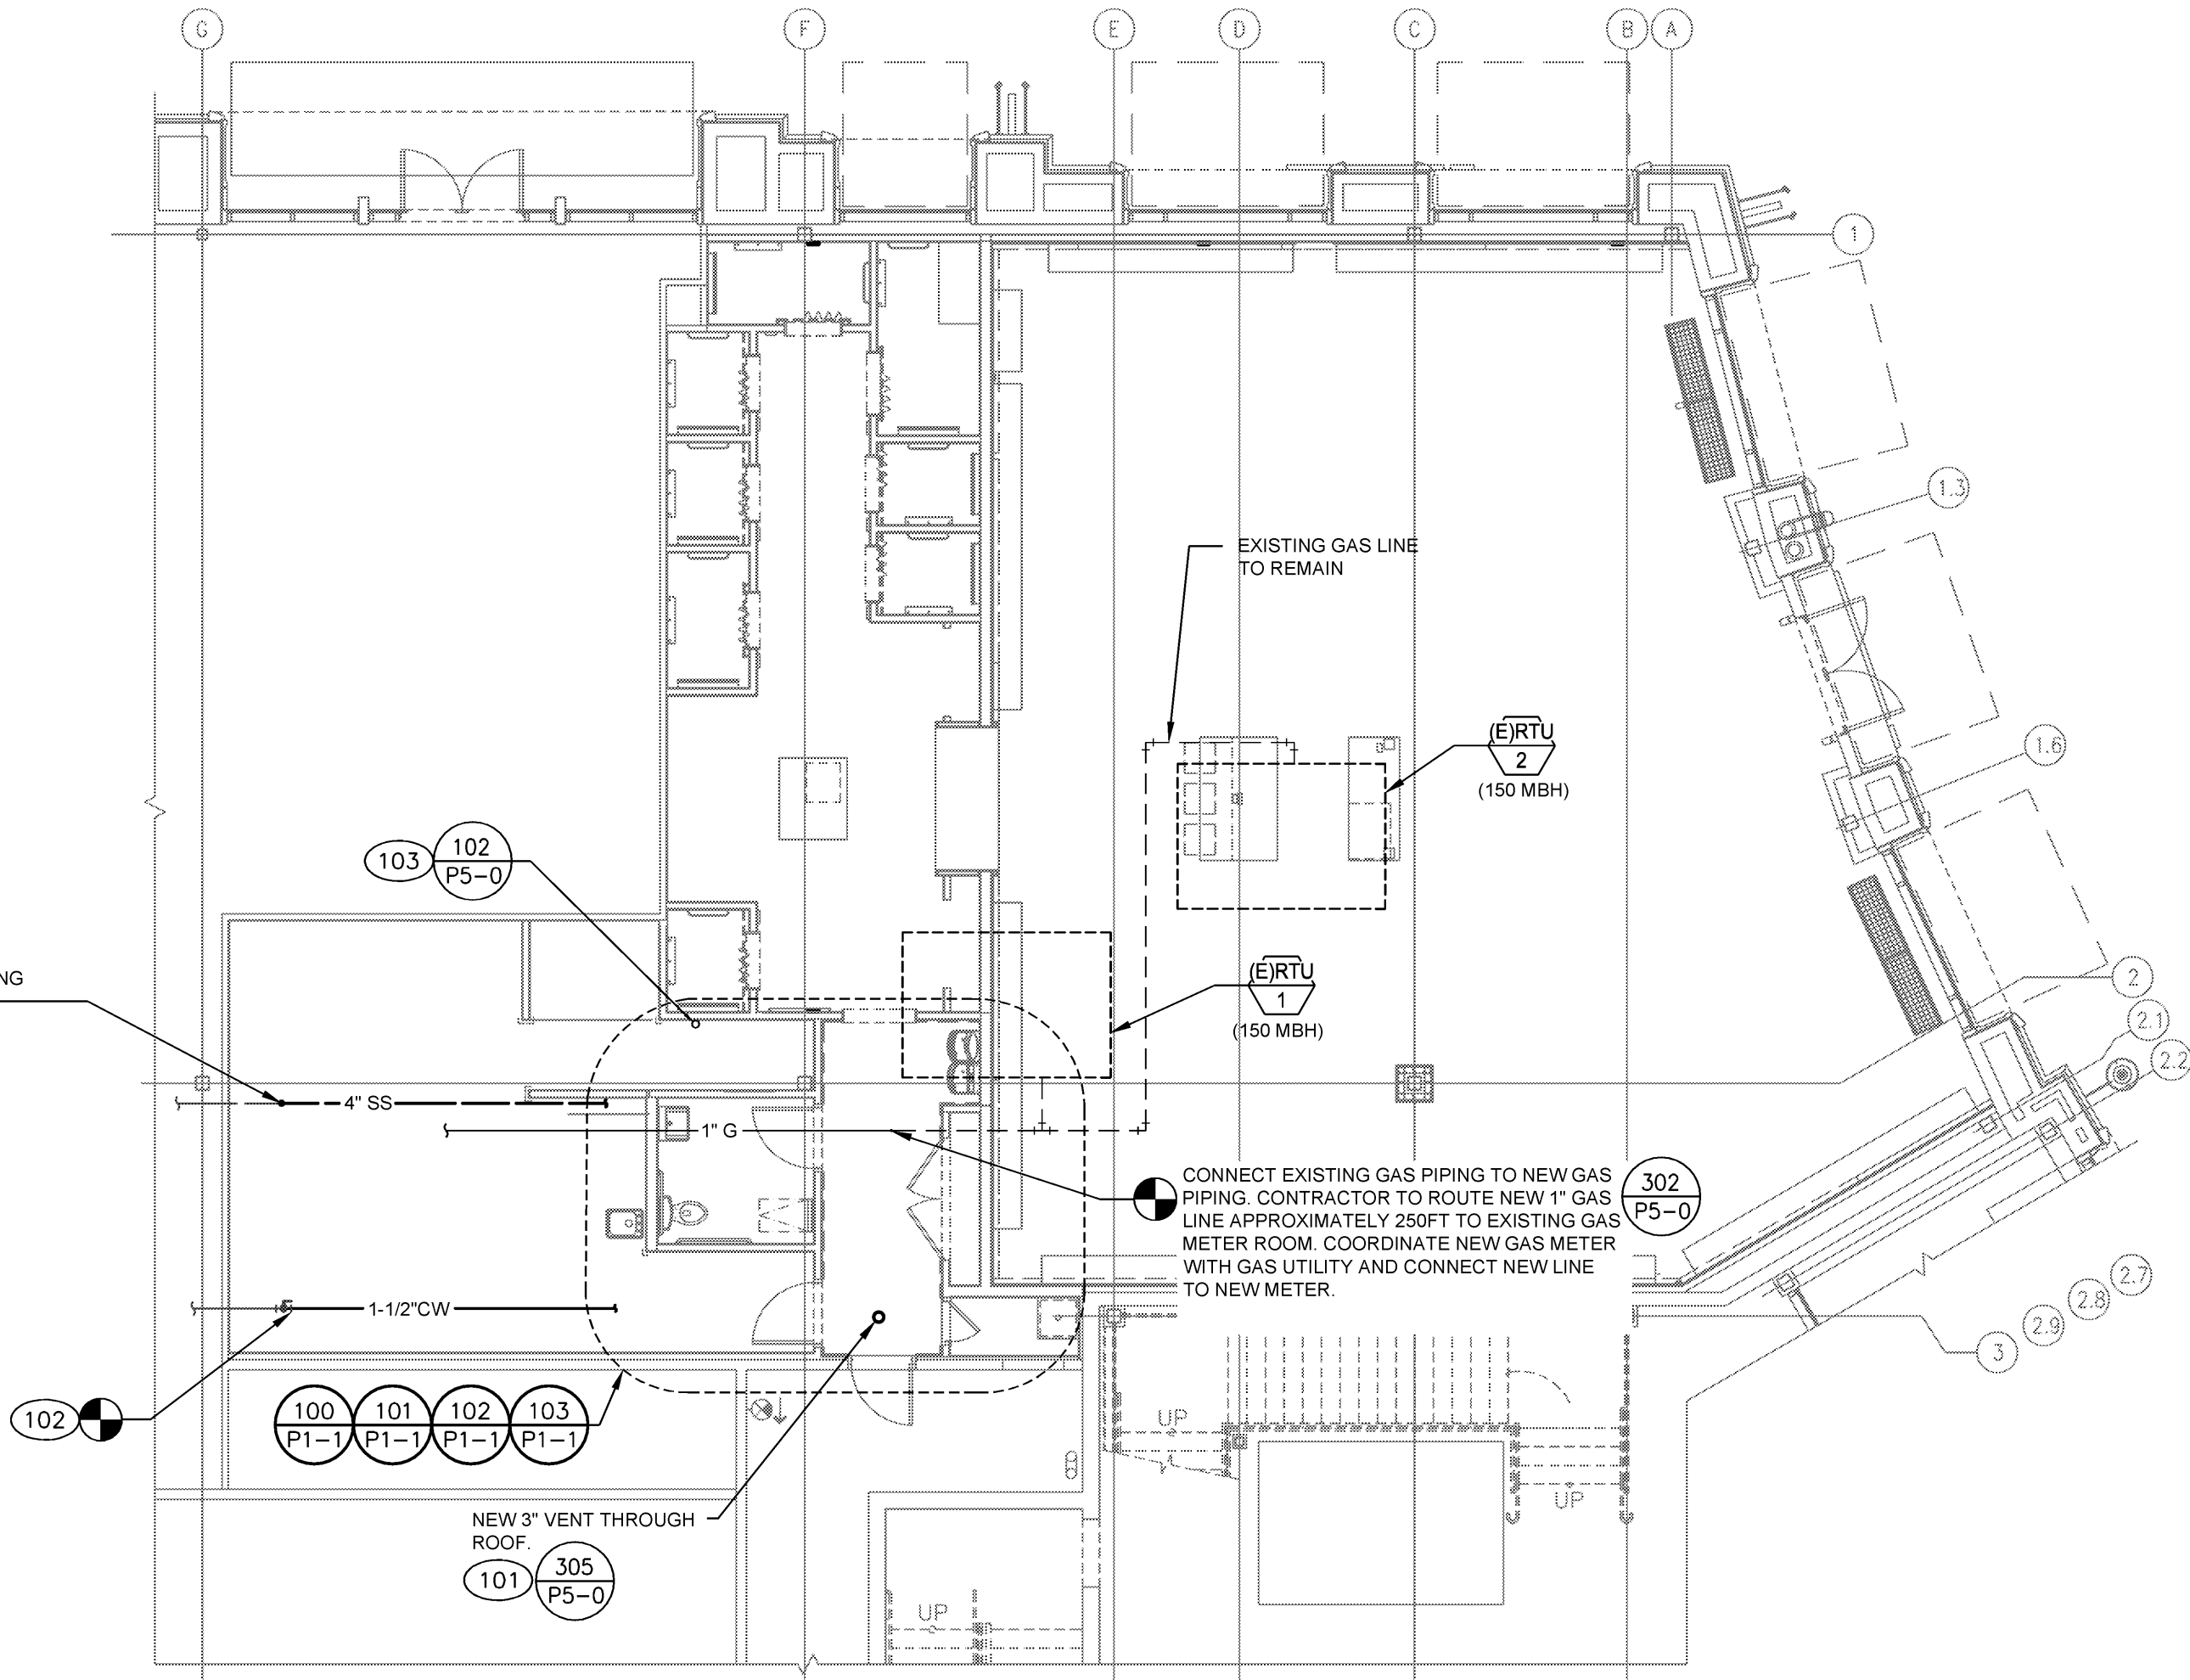 G
F
E
D
C
B
A
1
1.3
EXISTING GAS LINE
TO REMAIN
(E)RTU
2
(150 MBH)
1.6
103
102
P5-0
NG
(E)RTU
1
(150 MBH)
2
2.1
2.2
4" SS
1" G
CONNECT EXISTING GAS PIPING TO NEW GAS
PIPING. CONTRACTOR TO ROUTE NEW 1" GAS
LINE APPROXIMATELY 250FT TO EXISTING GAS
METER ROOM. COORDINATE NEW GAS METER
WITH GAS UTILITY AND CONNECT NEW LINE
TO NEW METER.
302
P5-0
2.7
2.8
2.9
3
1-1/2"CW
102
100
P1-1
101
P1-1
102
P1-1
103
P1-1
UP
UP
NEW 3" VENT THROUGH
ROOF.
101
305
P5-0
UP